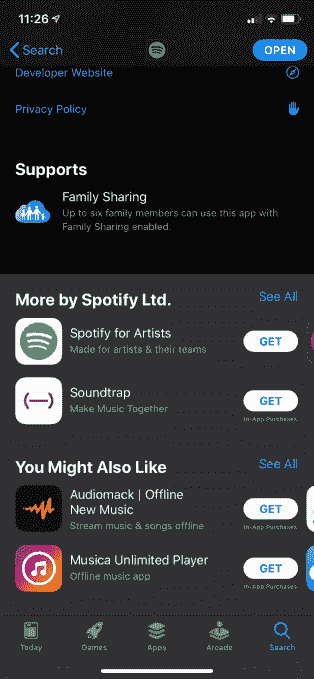 11:26
Search
OPEN
Developer Website
Privacy Policy
Supports
Family Sharing
Up to six family members can use this app with
Family Sharing enabled.
More by Spotify Ltd.
See All
Spotify for Artists
Made for artists & their teams
GET
Soundtrap
Make Music Together
GET
In-App Purchases
You Might Also Like
See All
Audiomack | Offline
New Music
Stream music & songs offline
GET
In-App Purchases
Musica Unlimited Player
Offline music app
GET
In-App Purchases
Today
Games
Apps
Arcade
Search